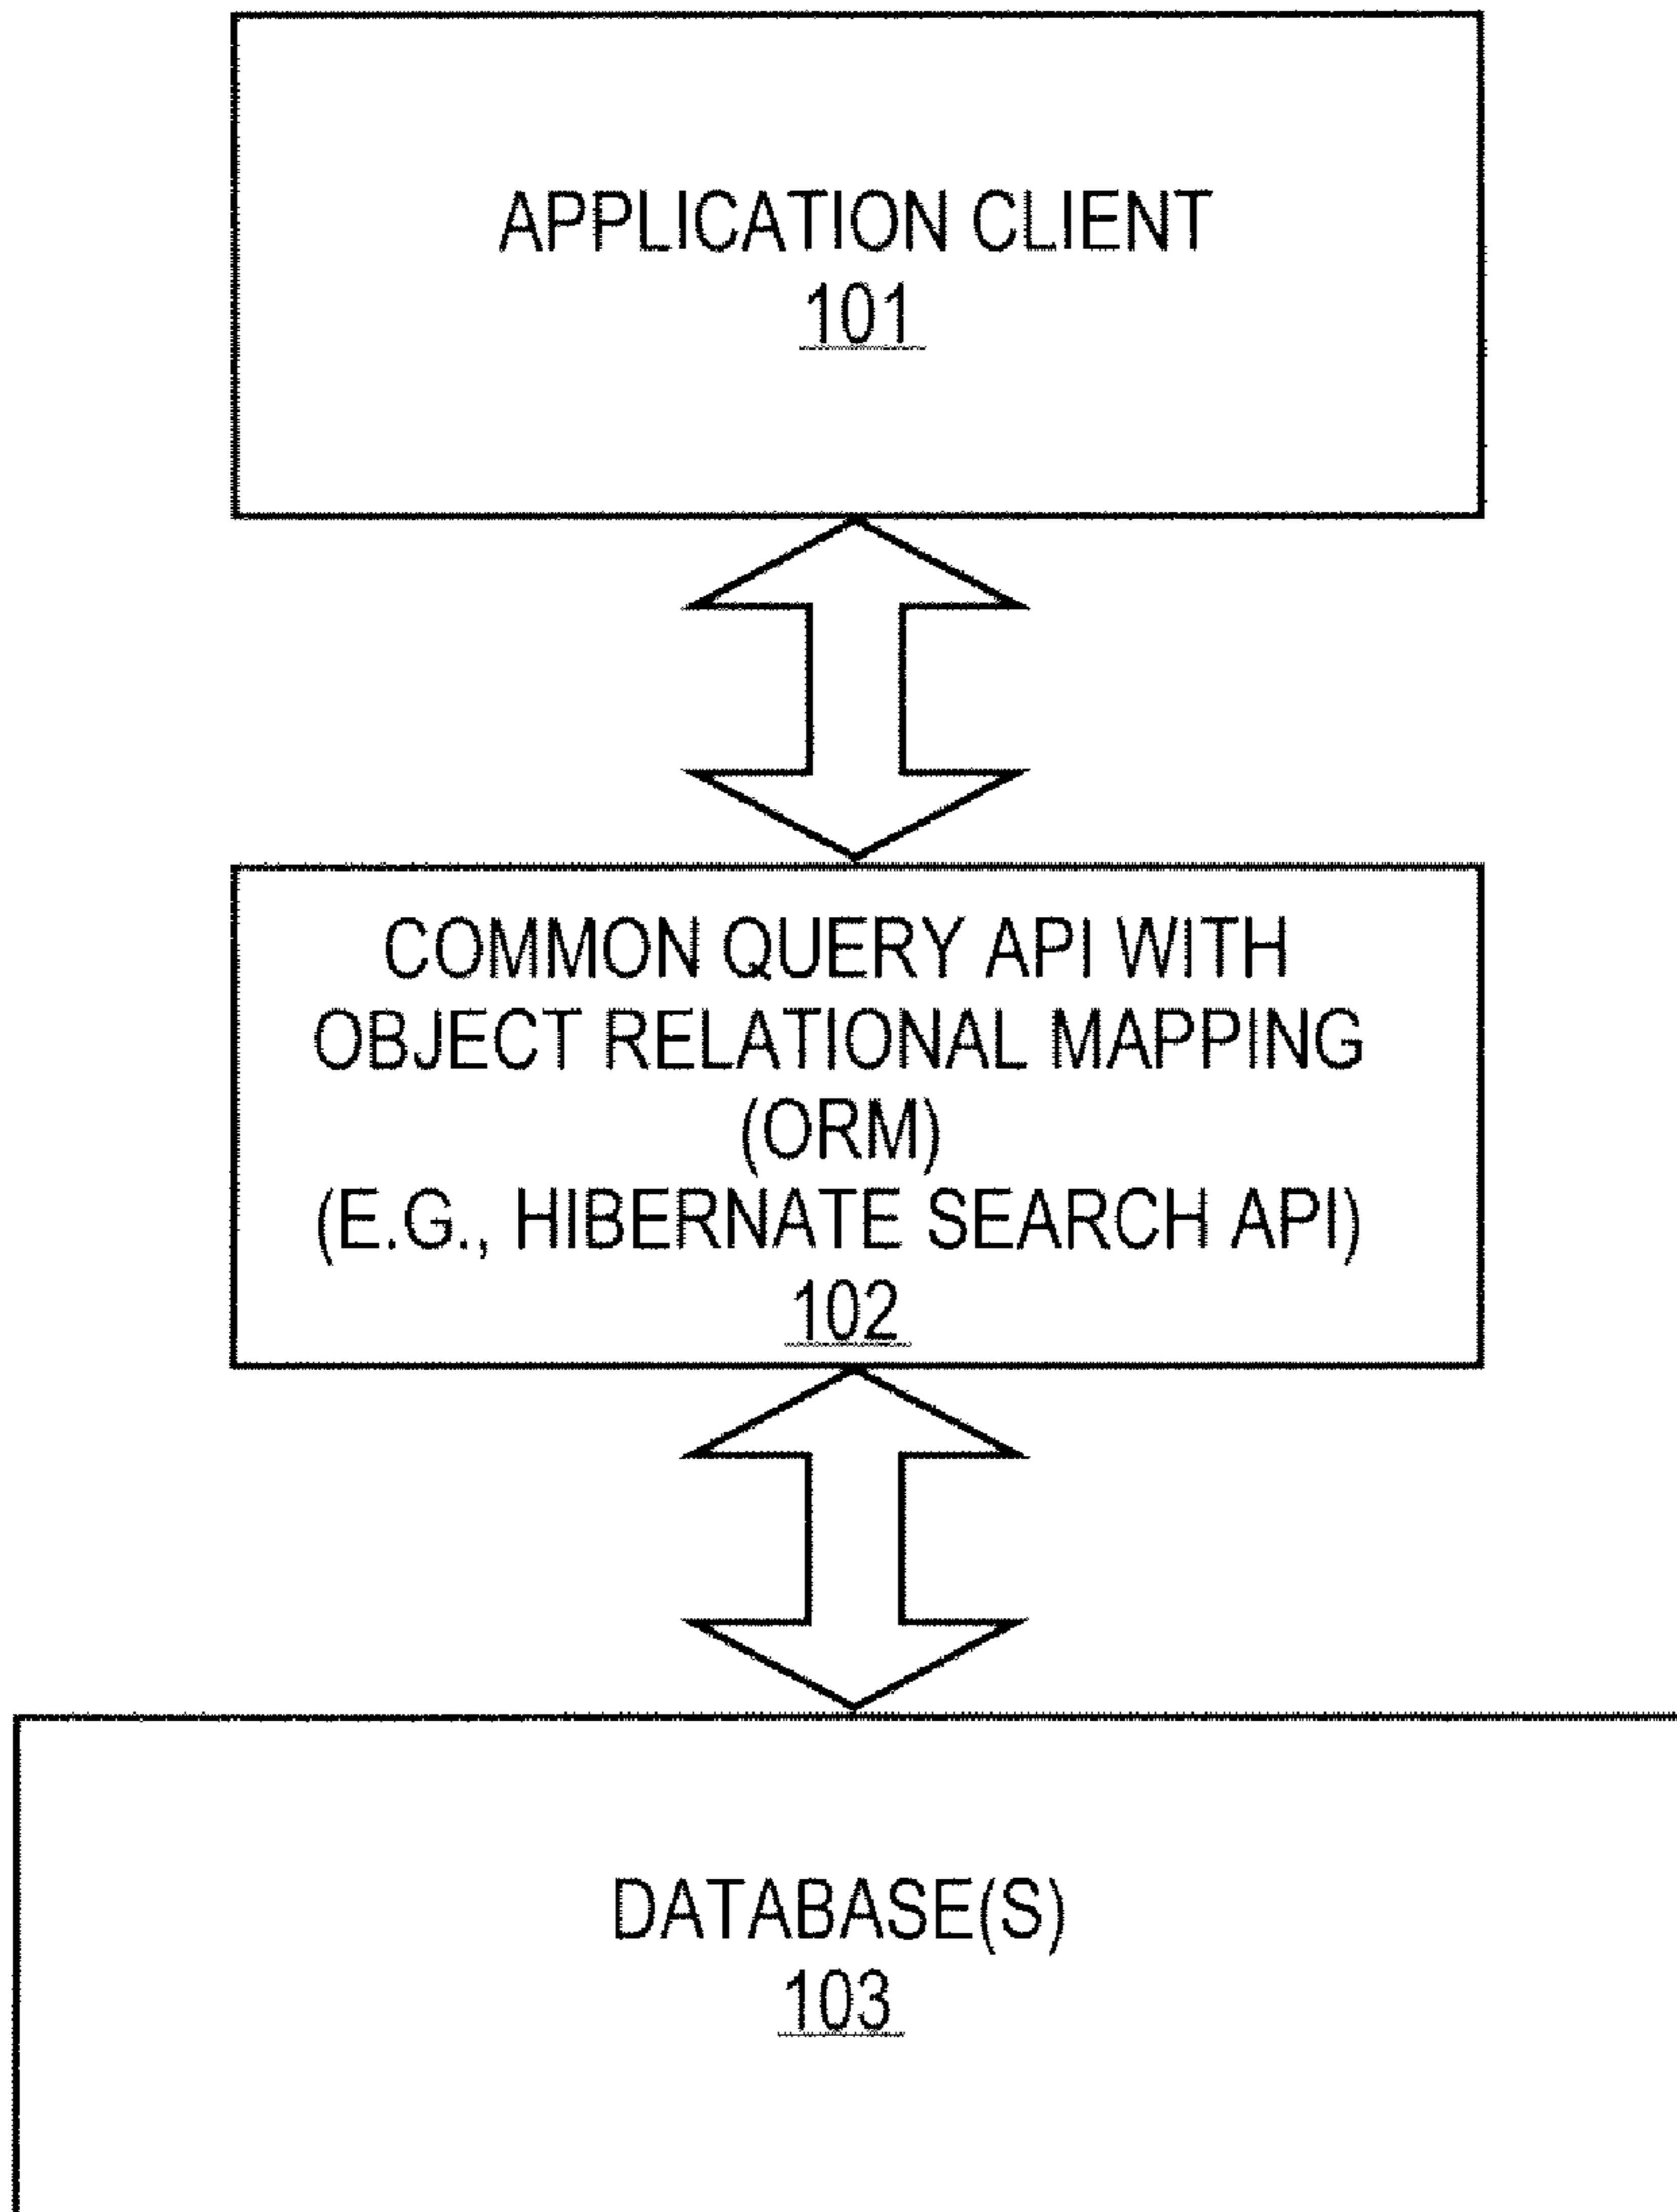 APPLICATION CLIENT
101
COMMON QUERY API WITH
OBJECT RELATIONAL MAPPING
(ORM)
(E.G., HIBERNATE SEARCH API)
102
DATABASE(S)
103